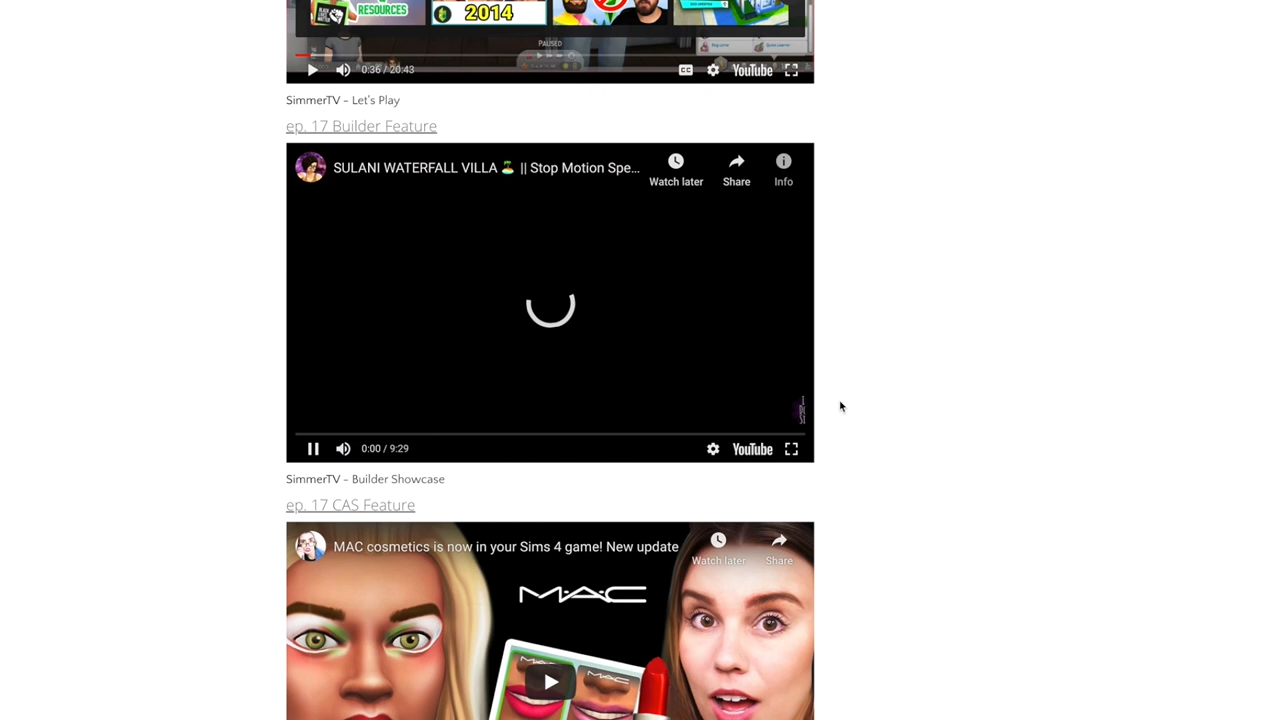 RESOURCES
2014
PAUSED
0:36 / 20:43
CC
YouTube
SimmerTV - Let's Play
ep. 17 Builder Feature
SULANI WATERFALL VILLA 🏝️ || Stop Motion Spe...
Watch later
Share
Info
0:00 / 9:29
YouTube
SimmerTV - Builder Showcase
ep. 17 CAS Feature
MAC cosmetics is now in your Sims 4 game! New update
Watch later
Share
M·A·C
MAC
MAC